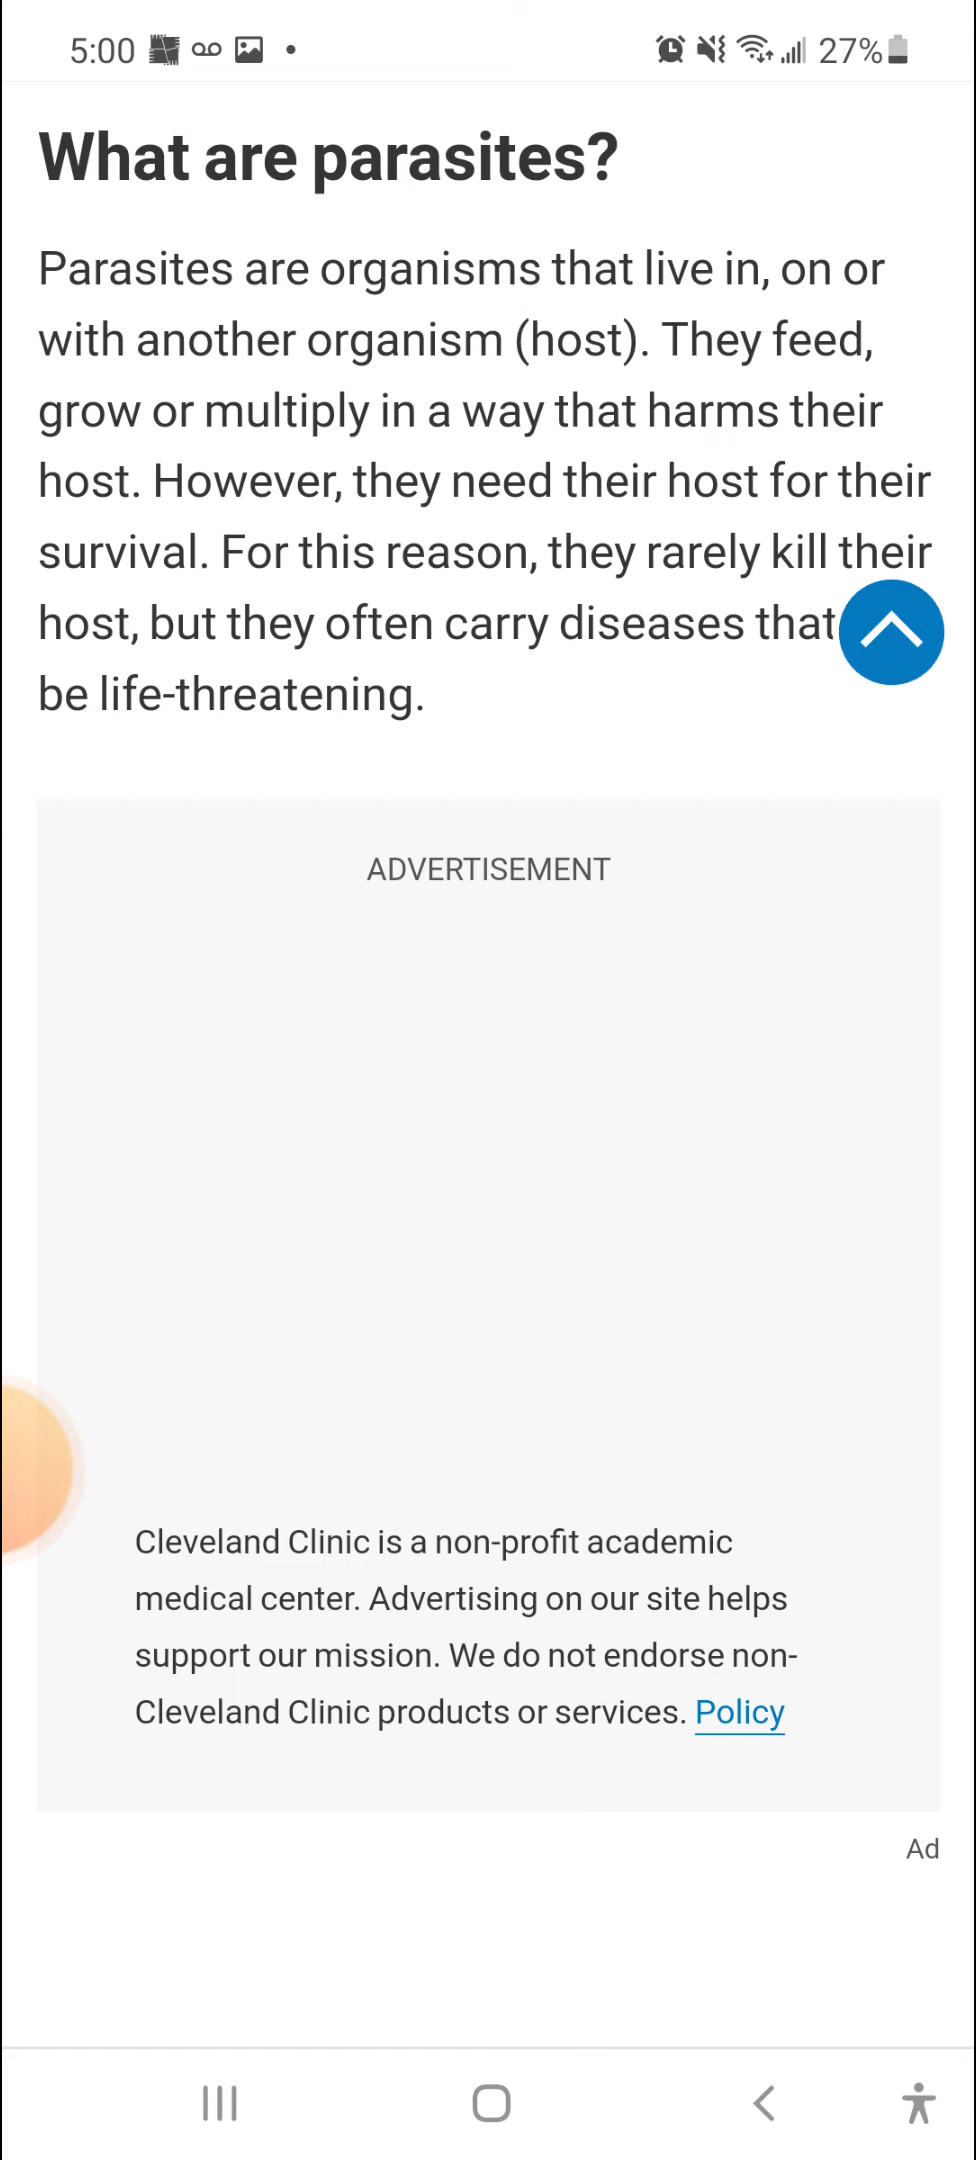 5:00
27%
What are parasites?
Parasites are organisms that live in, on or
with another organism (host). They feed,
grow or multiply in a way that harms their
host. However, they need their host for their
survival. For this reason, they rarely kill their
host, but they often carry diseases that
be life-threatening.
ADVERTISEMENT
Cleveland Clinic is a non-profit academic
medical center. Advertising on our site helps
support our mission. We do not endorse non-
Cleveland Clinic products or services. Policy
Ad